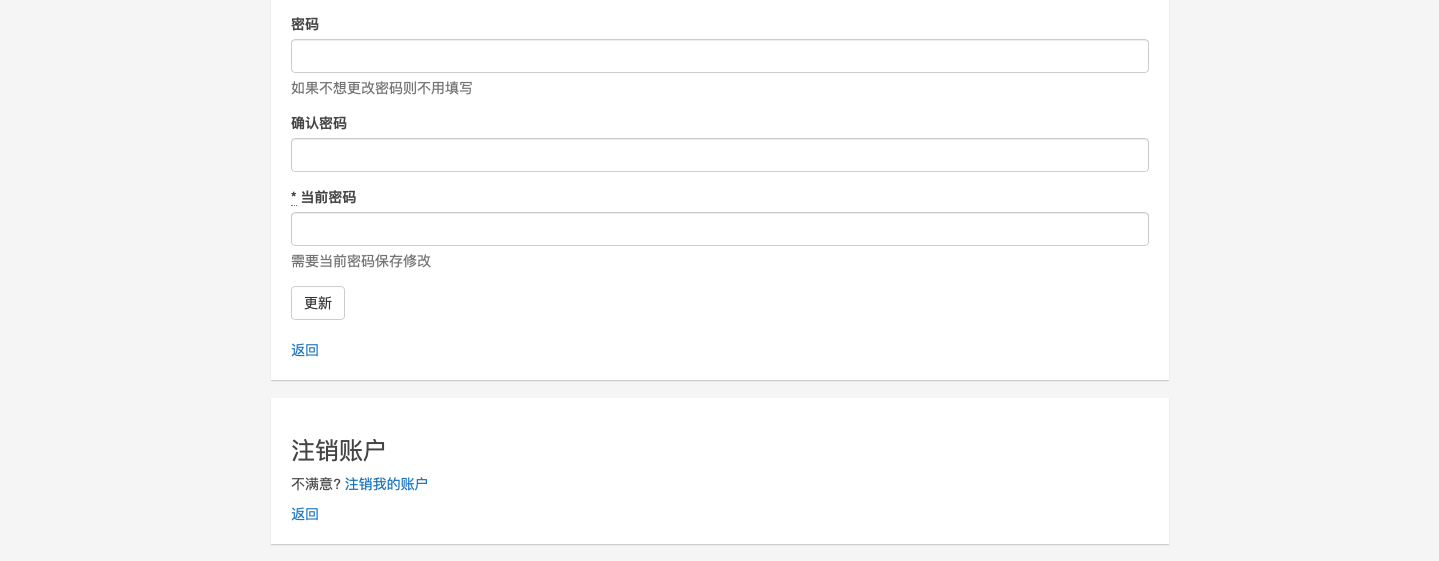 密码
如果不想更改密码则不用填写
确认密码
* 当前密码
需要当前密码保存修改
更新
返回
注销账户
不满意? 注销我的账户
返回